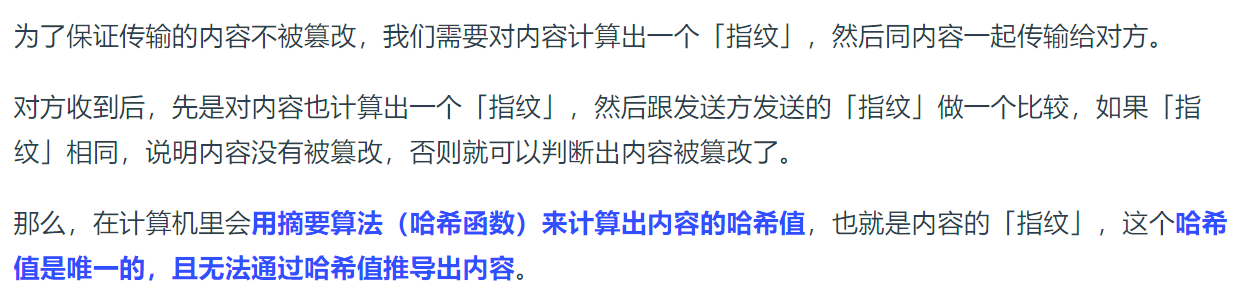 为了保证传输的内容不被篡改，我们需要对内容计算出一个「指纹」，然后同内容一起传输给对方。
对方收到后，先是对内容也计算出一个「指纹」，然后跟发送方发送的「指纹」做一个比较，如果「指
纹」相同，说明内容没有被篡改，否则就可以判断出内容被篡改了。
那么，在计算机里会用摘要算法（哈希函数）来计算出内容的哈希值，也就是内容的「指纹」，这个哈希
值是唯一的，且无法通过哈希值推导出内容。